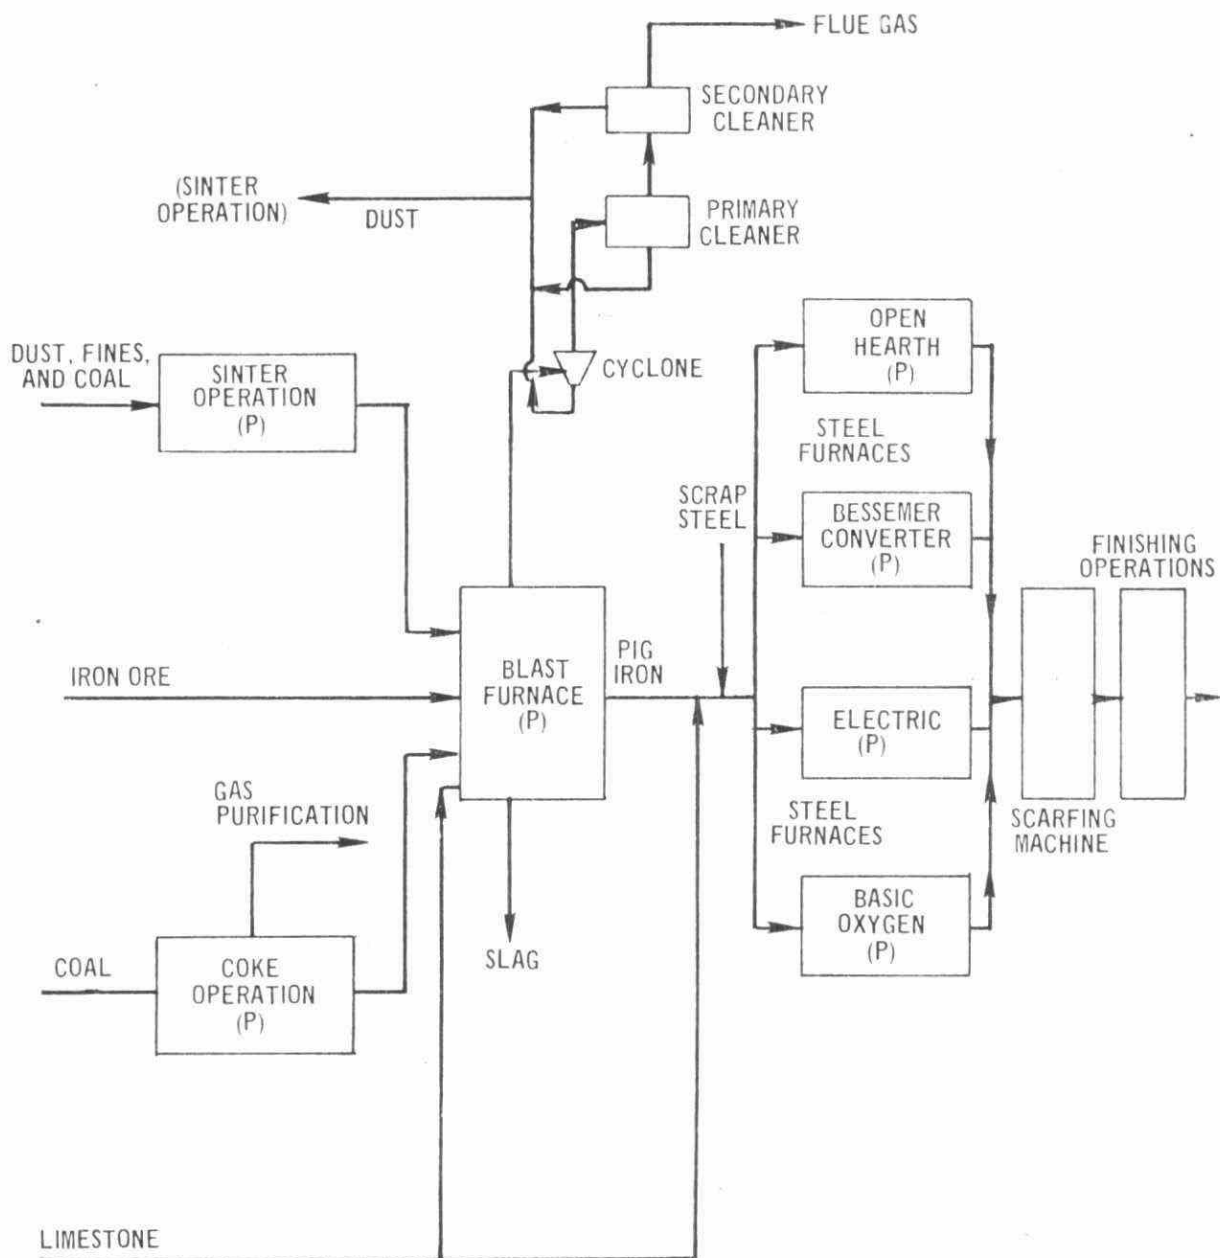 FLUE GAS
SECONDARY
CLEANER
(SINTER
OPERATION)
DUST
PRIMARY
CLEANER
DUST, FINES,
AND COAL
SINTER
OPERATION
(P)
CYCLONE
OPEN
HEARTH
(P)
STEEL
FURNACES
SCRAP
STEEL
BESSEMER
CONVERTER
(P)
FINISHING
OPERATIONS
IRON ORE
BLAST
FURNACE
(P)
PIG
IRON
ELECTRIC
(P)
GAS
PURIFICATION
STEEL
FURNACES
SCARFING
MACHINE
SLAG
BASIC
OXYGEN
(P)
COAL
COKE
OPERATION
(P)
LIMESTONE